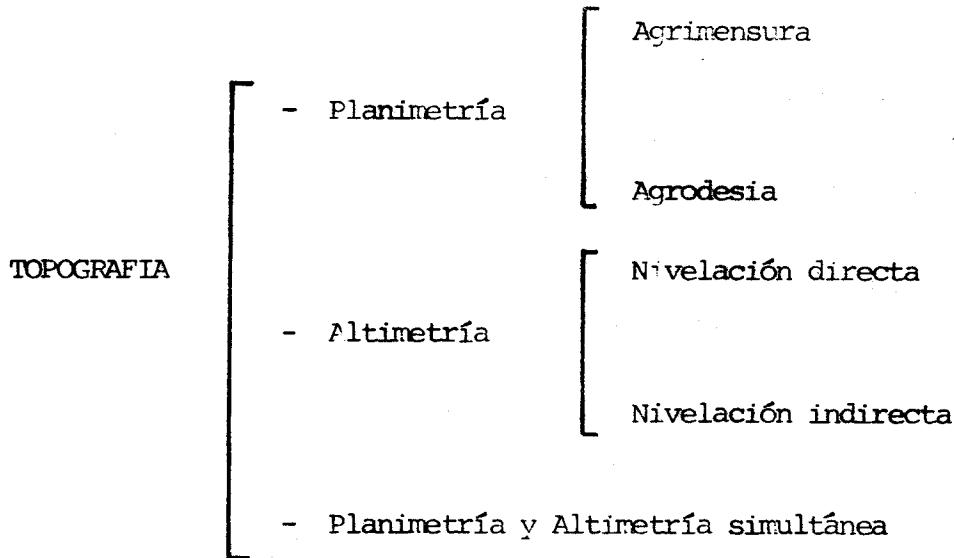 Agrimensura
- Planimetría
Agrodesia
TOPOGRAFIA
Nivelación directa
- Altimetría
Nivelación indirecta
- Planimetría y Altimetría simultánea